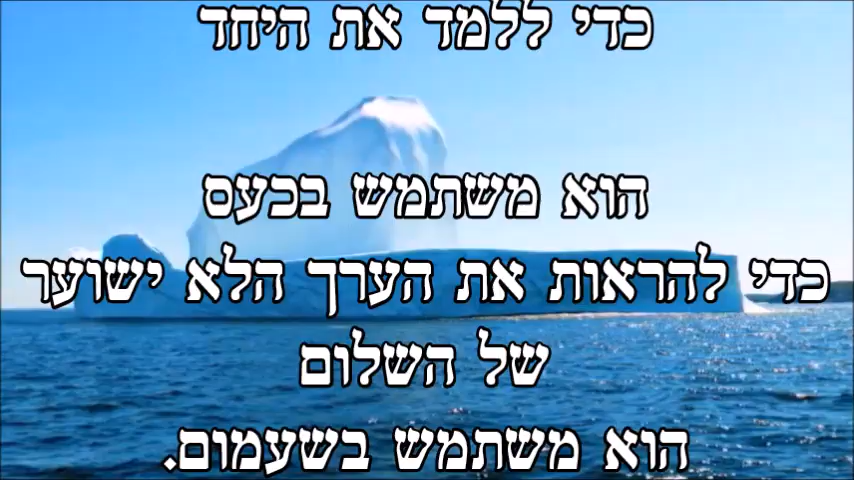 כדי ללמד את היחד
הוא משתמש בכעס
כדי להראות את הערך הלא ישוער
של השלום
הוא משתמש בשעמום.